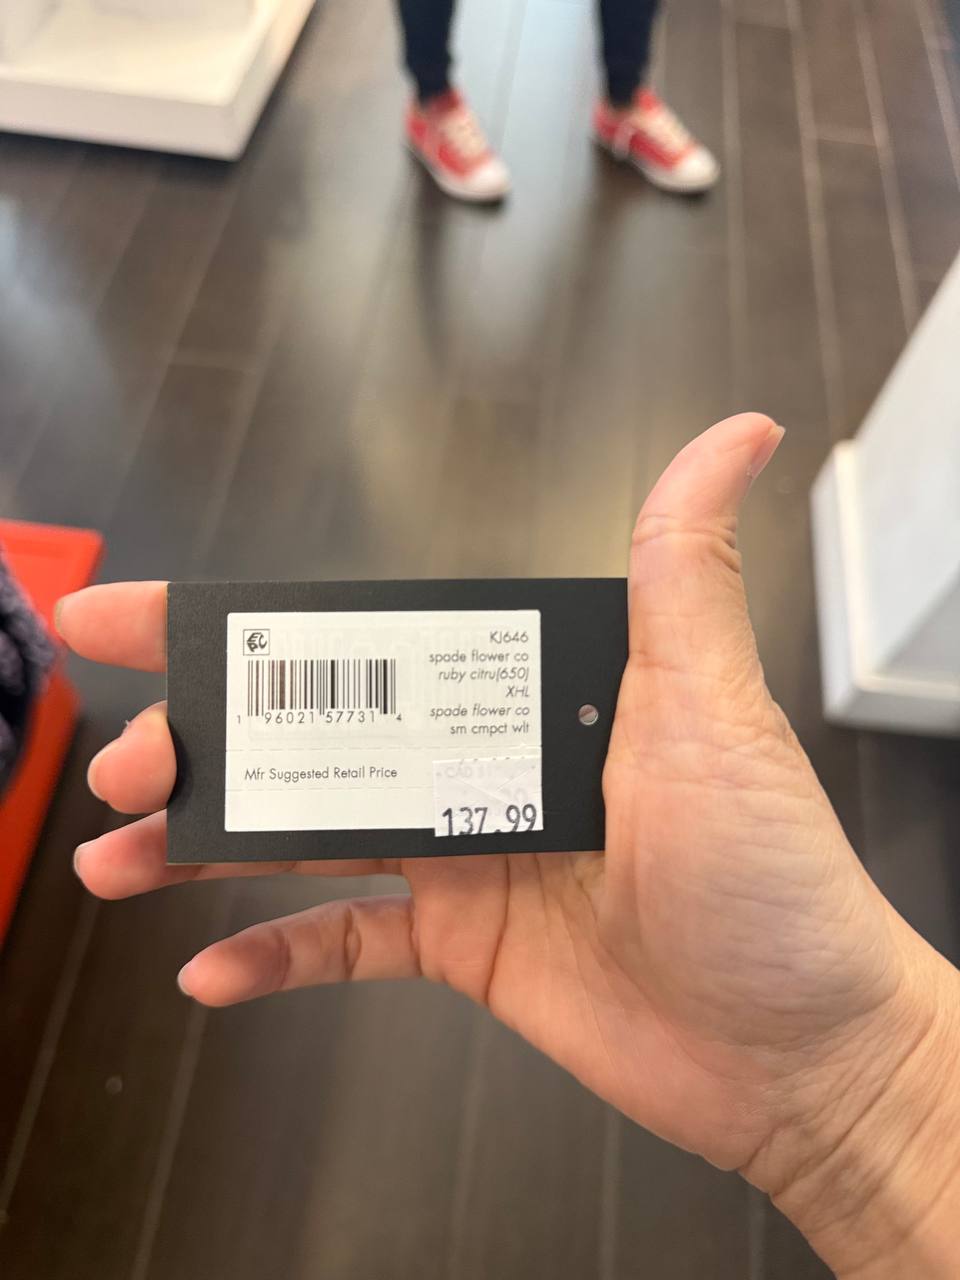 KJ646
spade flower co
ruby citru(650)
XHL
spade flower co
sm cmpct wlt
1 96021 57731 4
Mfr Suggested Retail Price
137.99